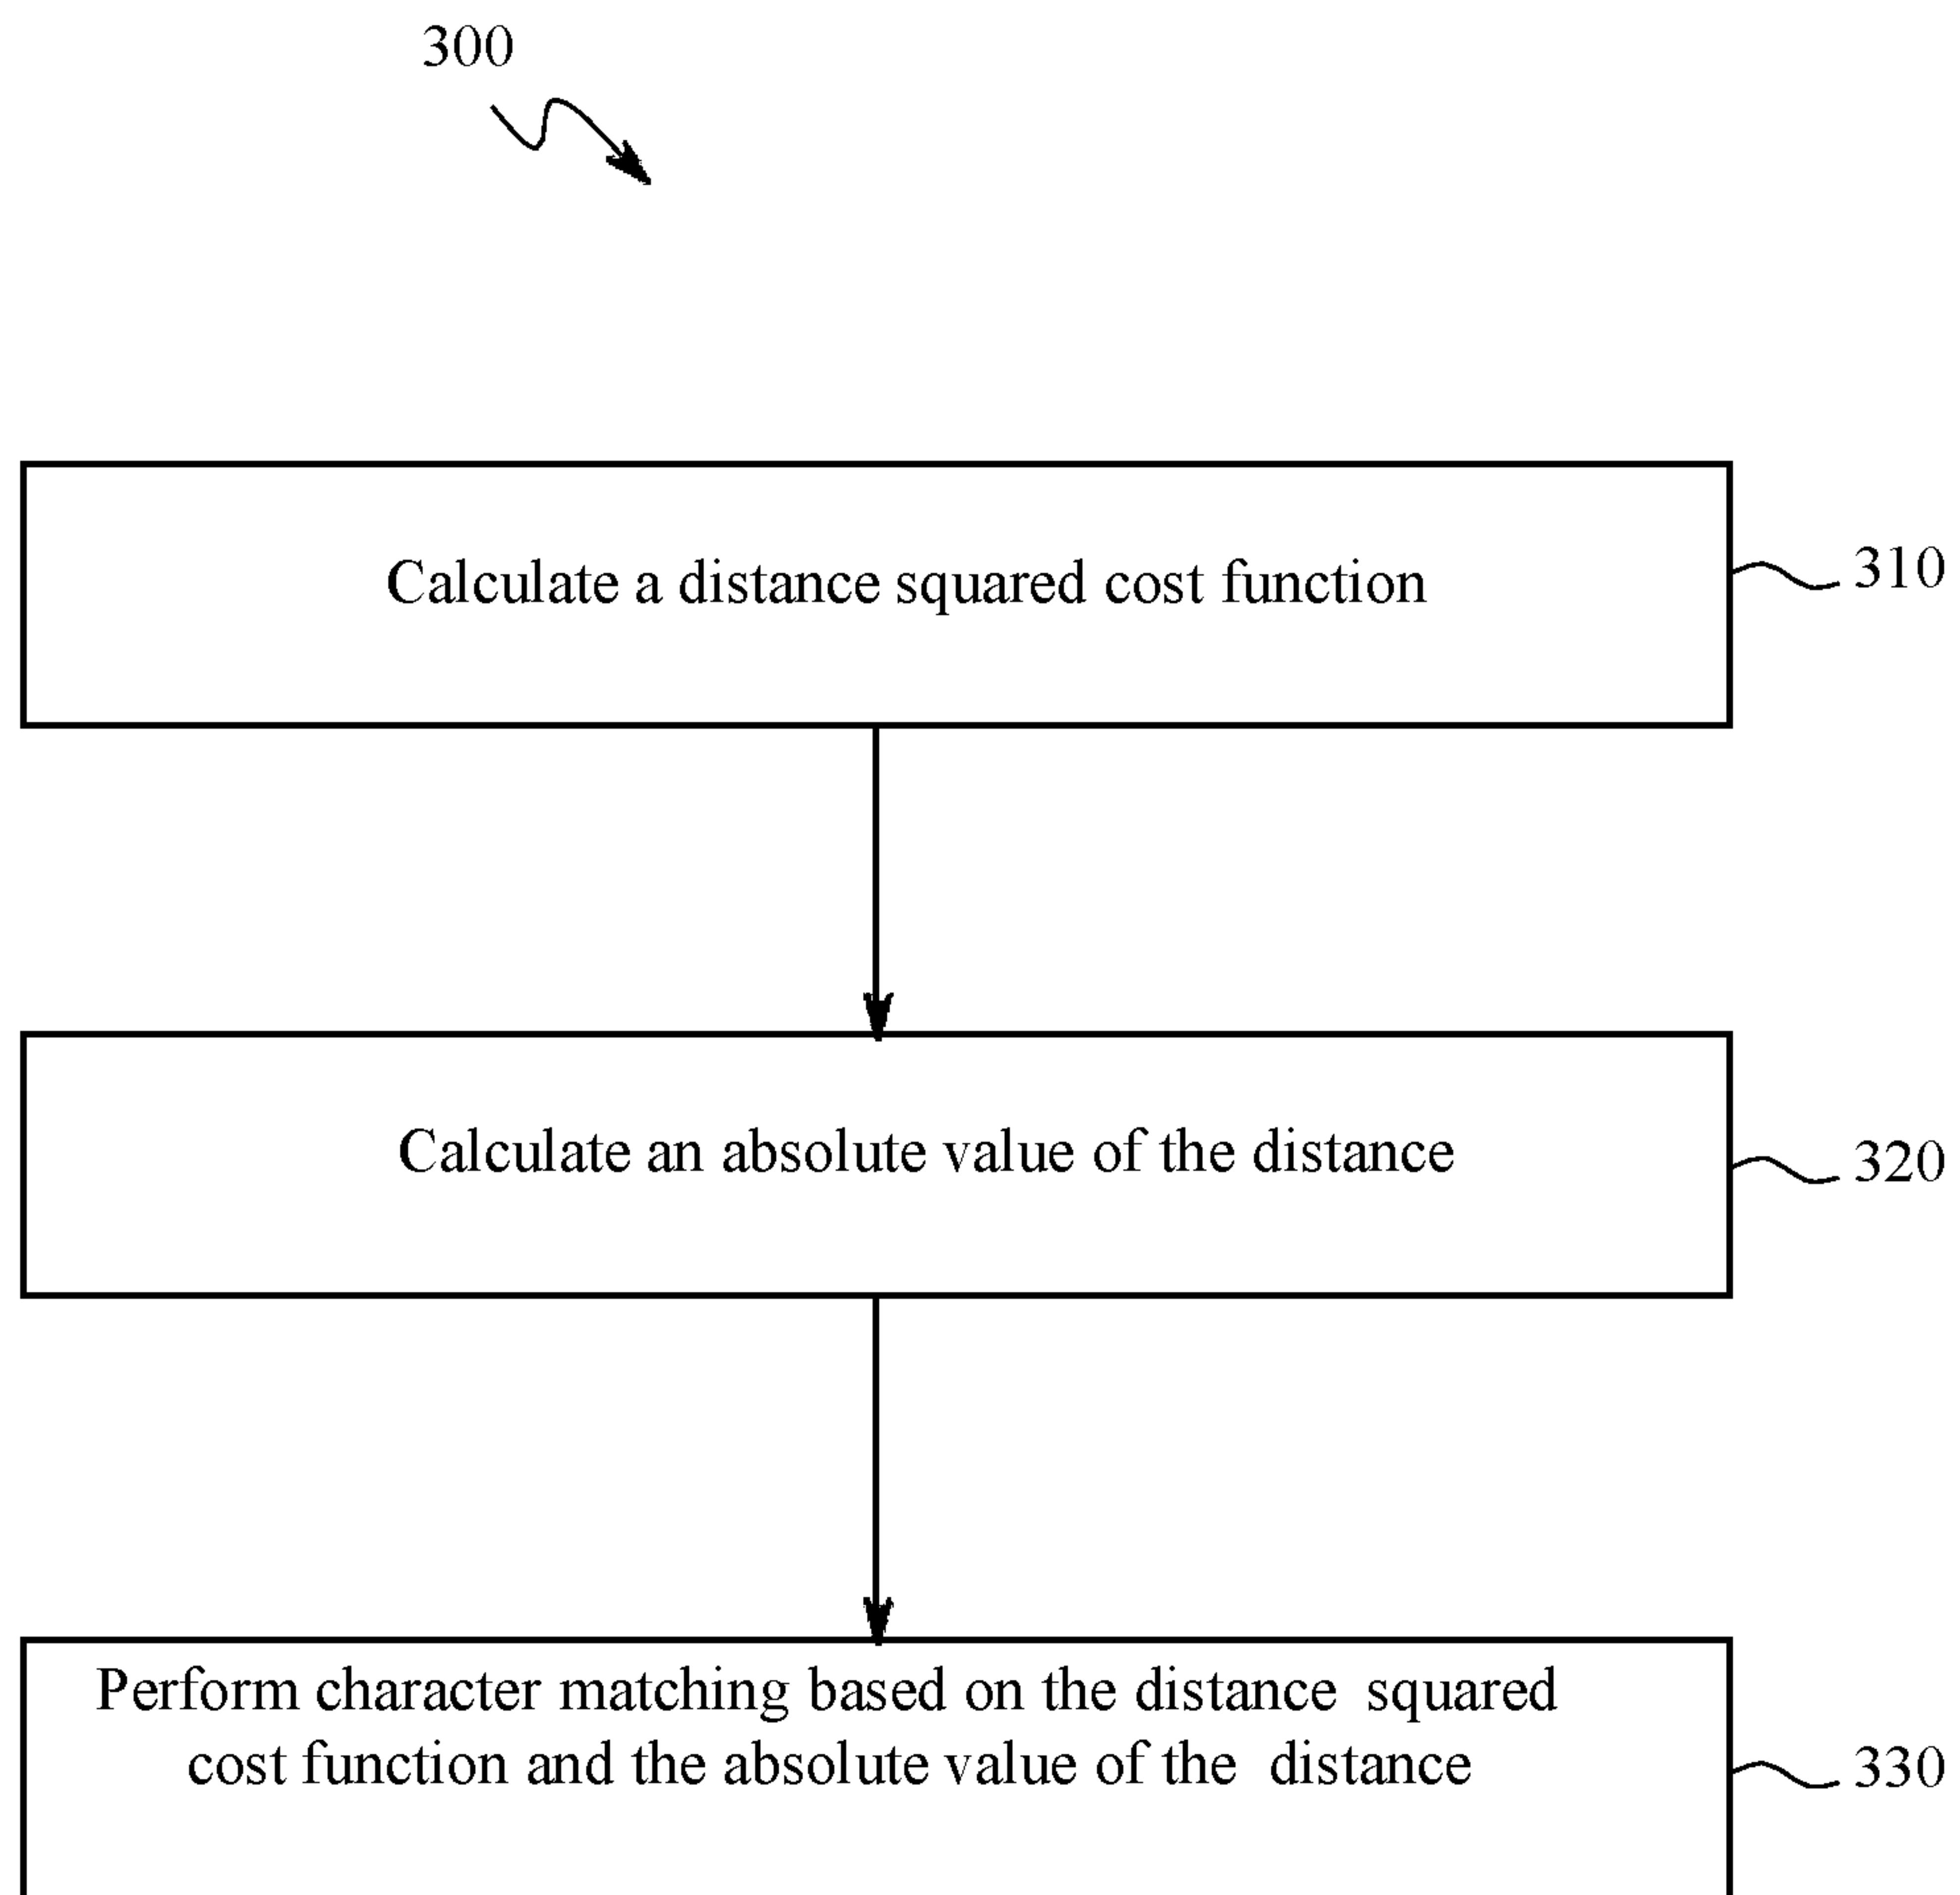 300
Calculate a distance squared cost function
310
Calculate an absolute value of the distance
320
Perform character matching based on the distance squared
cost function and the absolute value of the distance
330